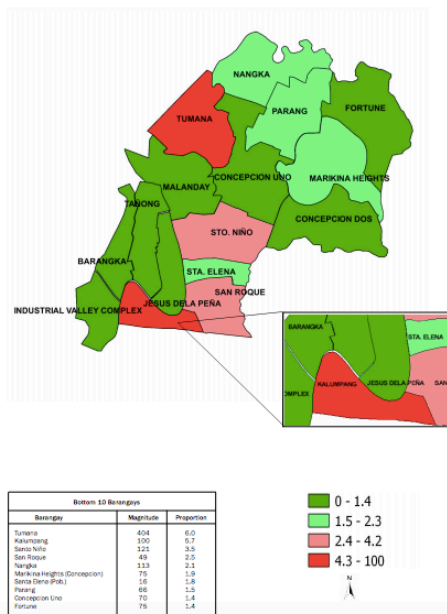 NANGKA
PARANG
FORTUNE
TUMANA
CONCEPCION UNO
MARIKINA HEIGHTS
MALANDAY
TAÑONG
CONCEPCION DOS
STO. NIÑO
BARANGKA
STA. ELENA
SAN ROQUE
JESUS DELA PEÑA
INDUSTRIAL VALLEY COMPLEX
BARANGKA
STA. ELENA
KALUMPANG
JESUS DELA PEÑA
SAN
OMPLEX
Bottom 10 Barangays
Barangay Magnitude Proportion
Tumana 404 6.0
Kalumpang 100 5.7
Santo Niño 121 3.5
San Roque 49 2.5
Nangka 113 2.1
Marikina Heights (Concepcion) 75 1.9
Santa Elena (Pob.) 16 1.8
Parang 66 1.5
Concepcion Uno 70 1.4
Fortune 75 1.4
0 - 1.4
1.5 - 2.3
2.4 - 4.2
4.3 - 100
N